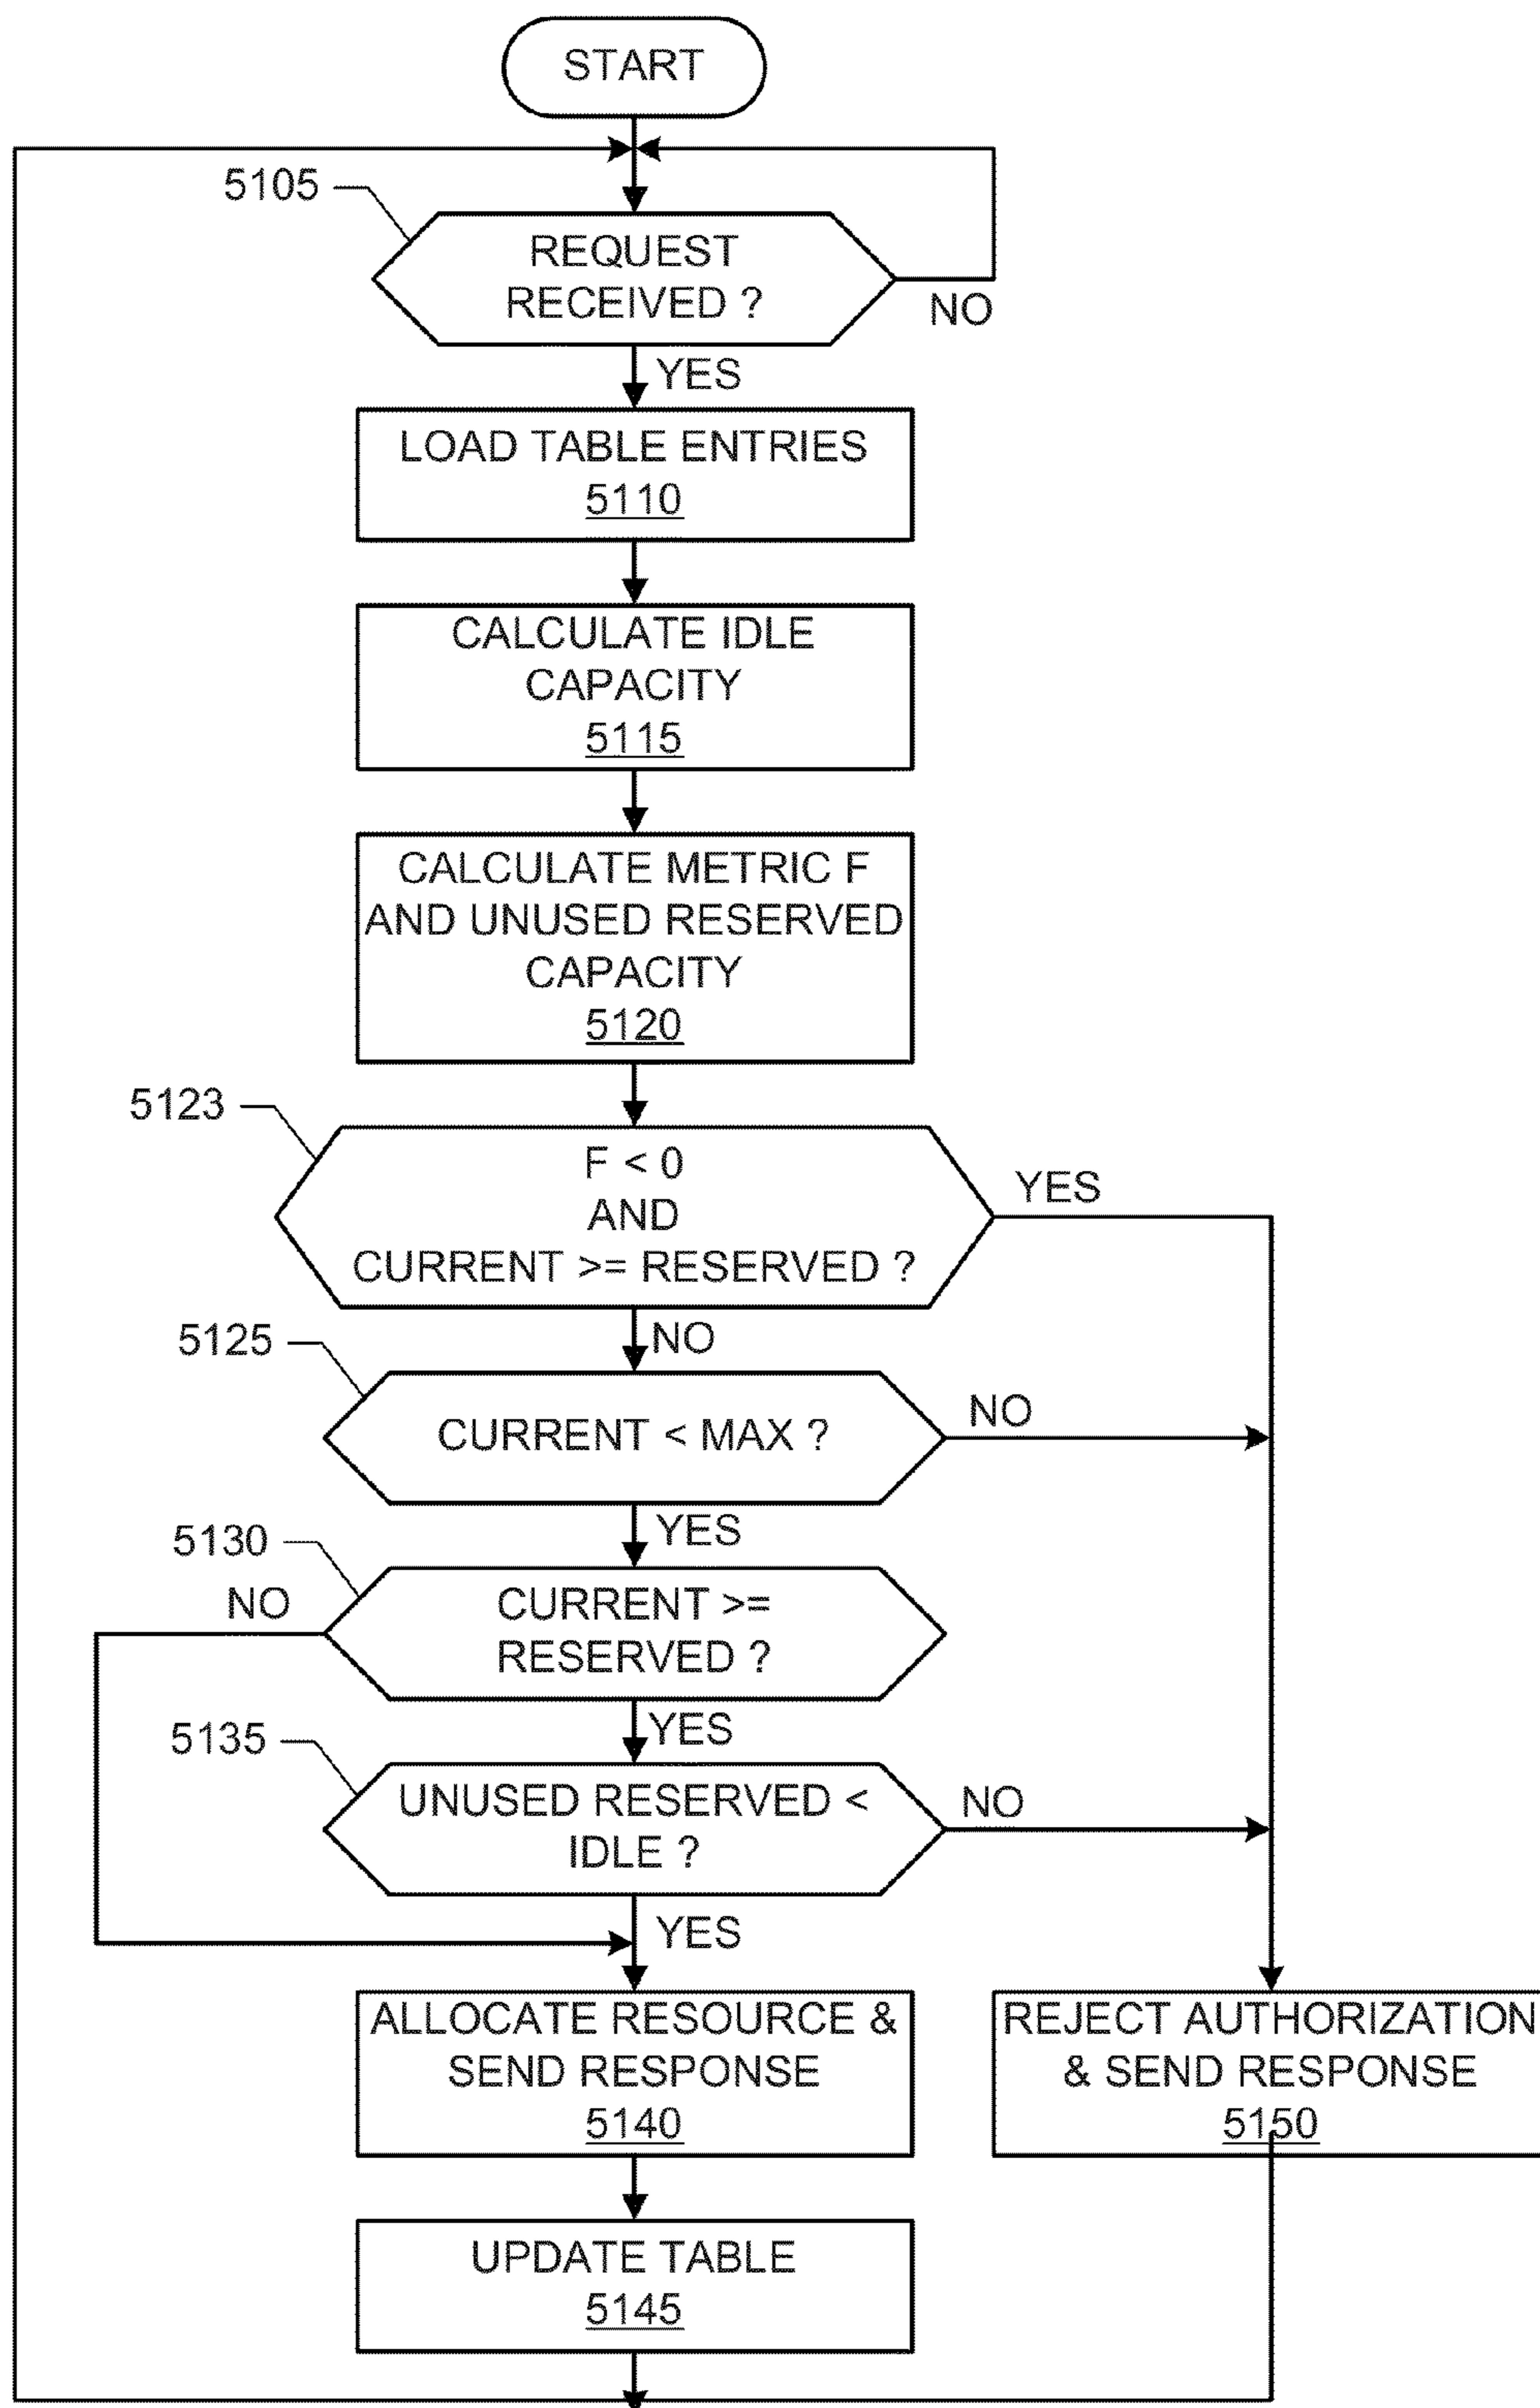 START
5105
REQUEST
RECEIVED ?
NO
YES
LOAD TABLE ENTRIES
5110
CALCULATE IDLE
CAPACITY
5115
CALCULATE METRIC F
AND UNUSED RESERVED
CAPACITY
5120
5123
F < 0
AND
CURRENT >= RESERVED ?
YES
NO
5125
CURRENT < MAX ?
NO
YES
5130
NO
CURRENT >=
RESERVED ?
YES
5135
UNUSED RESERVED <
IDLE ?
NO
YES
ALLOCATE RESOURCE &
SEND RESPONSE
5140
REJECT AUTHORIZATION
& SEND RESPONSE
5150
UPDATE TABLE
5145